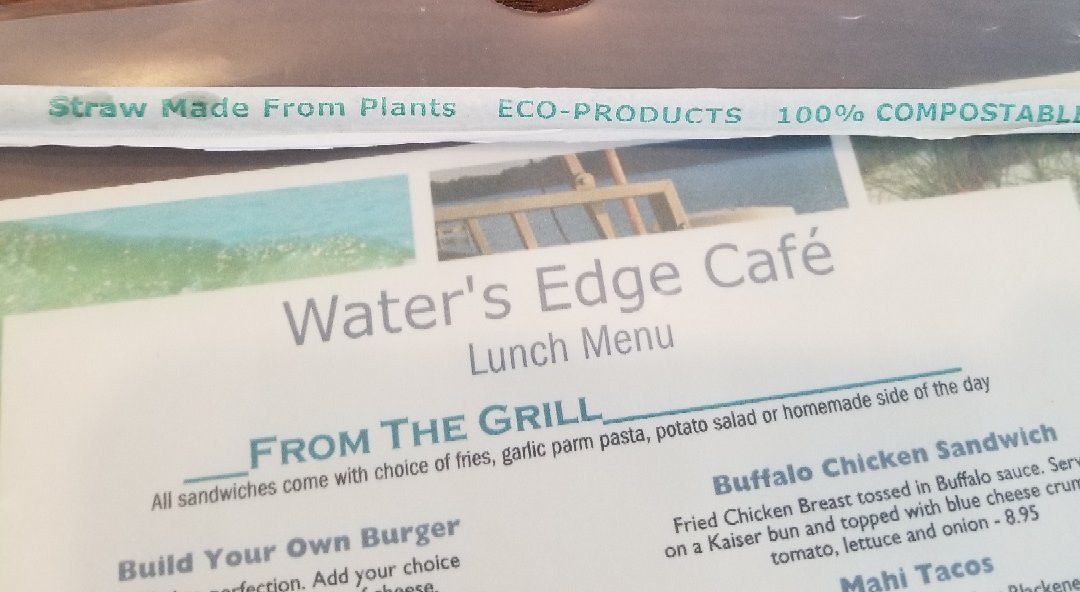 Straw Made From Plants ECO-PRODUCTS 100% COMPOSTABLE
Water's Edge Café
Lunch Menu
FROM THE GRILL
All sandwiches come with choice of fries, garlic parm pasta, potato salad or homemade side of the day
Build Your Own Burger
Add your choice
cheese.
Buffalo Chicken Sandwich
Fried Chicken Breast tossed in Buffalo sauce.
on a Kaiser bun and topped with blue cheese
tomato, lettuce and onion - 8.95
Mahi Tacos